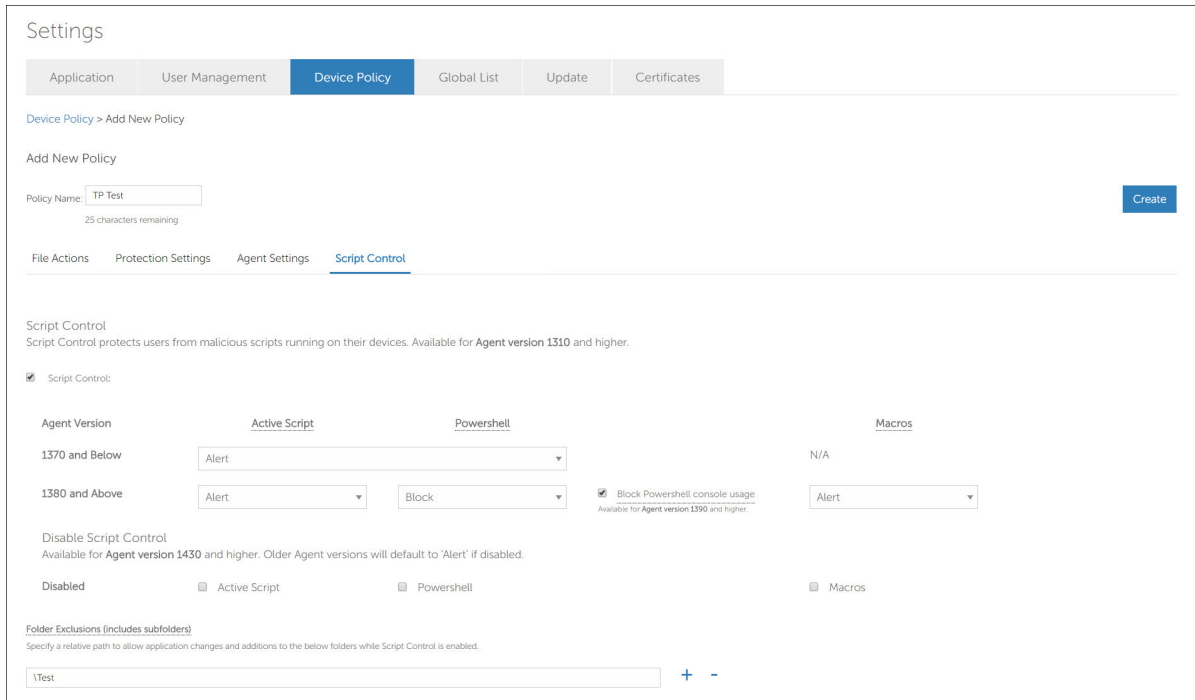 Settings
Application User Management Device Policy Global List Update Certificates
Device Policy > Add New Policy
Add New Policy
Policy Name: TP Test
Create
25 characters remaining
File Actions Protection Settings Agent Settings Script Control
Script Control
Script Control protects users from malicious scripts running on their devices. Available for Agent version 1310 and higher.
Script Control:
Agent Version Active Script Powershell Macros
1370 and Below Alert N/A
1380 and Above Alert Block Block Powershell console usage Alert
Available for Agent version 1390 and higher.
Disable Script Control
Available for Agent version 1430 and higher. Older Agent versions will default to 'Alert' if disabled.
Disabled Active Script Powershell Macros
Folder Exclusions (includes subfolders)
Specify a relative path to allow application changes and additions to the below folders while Script Control is enabled.
\Test + -